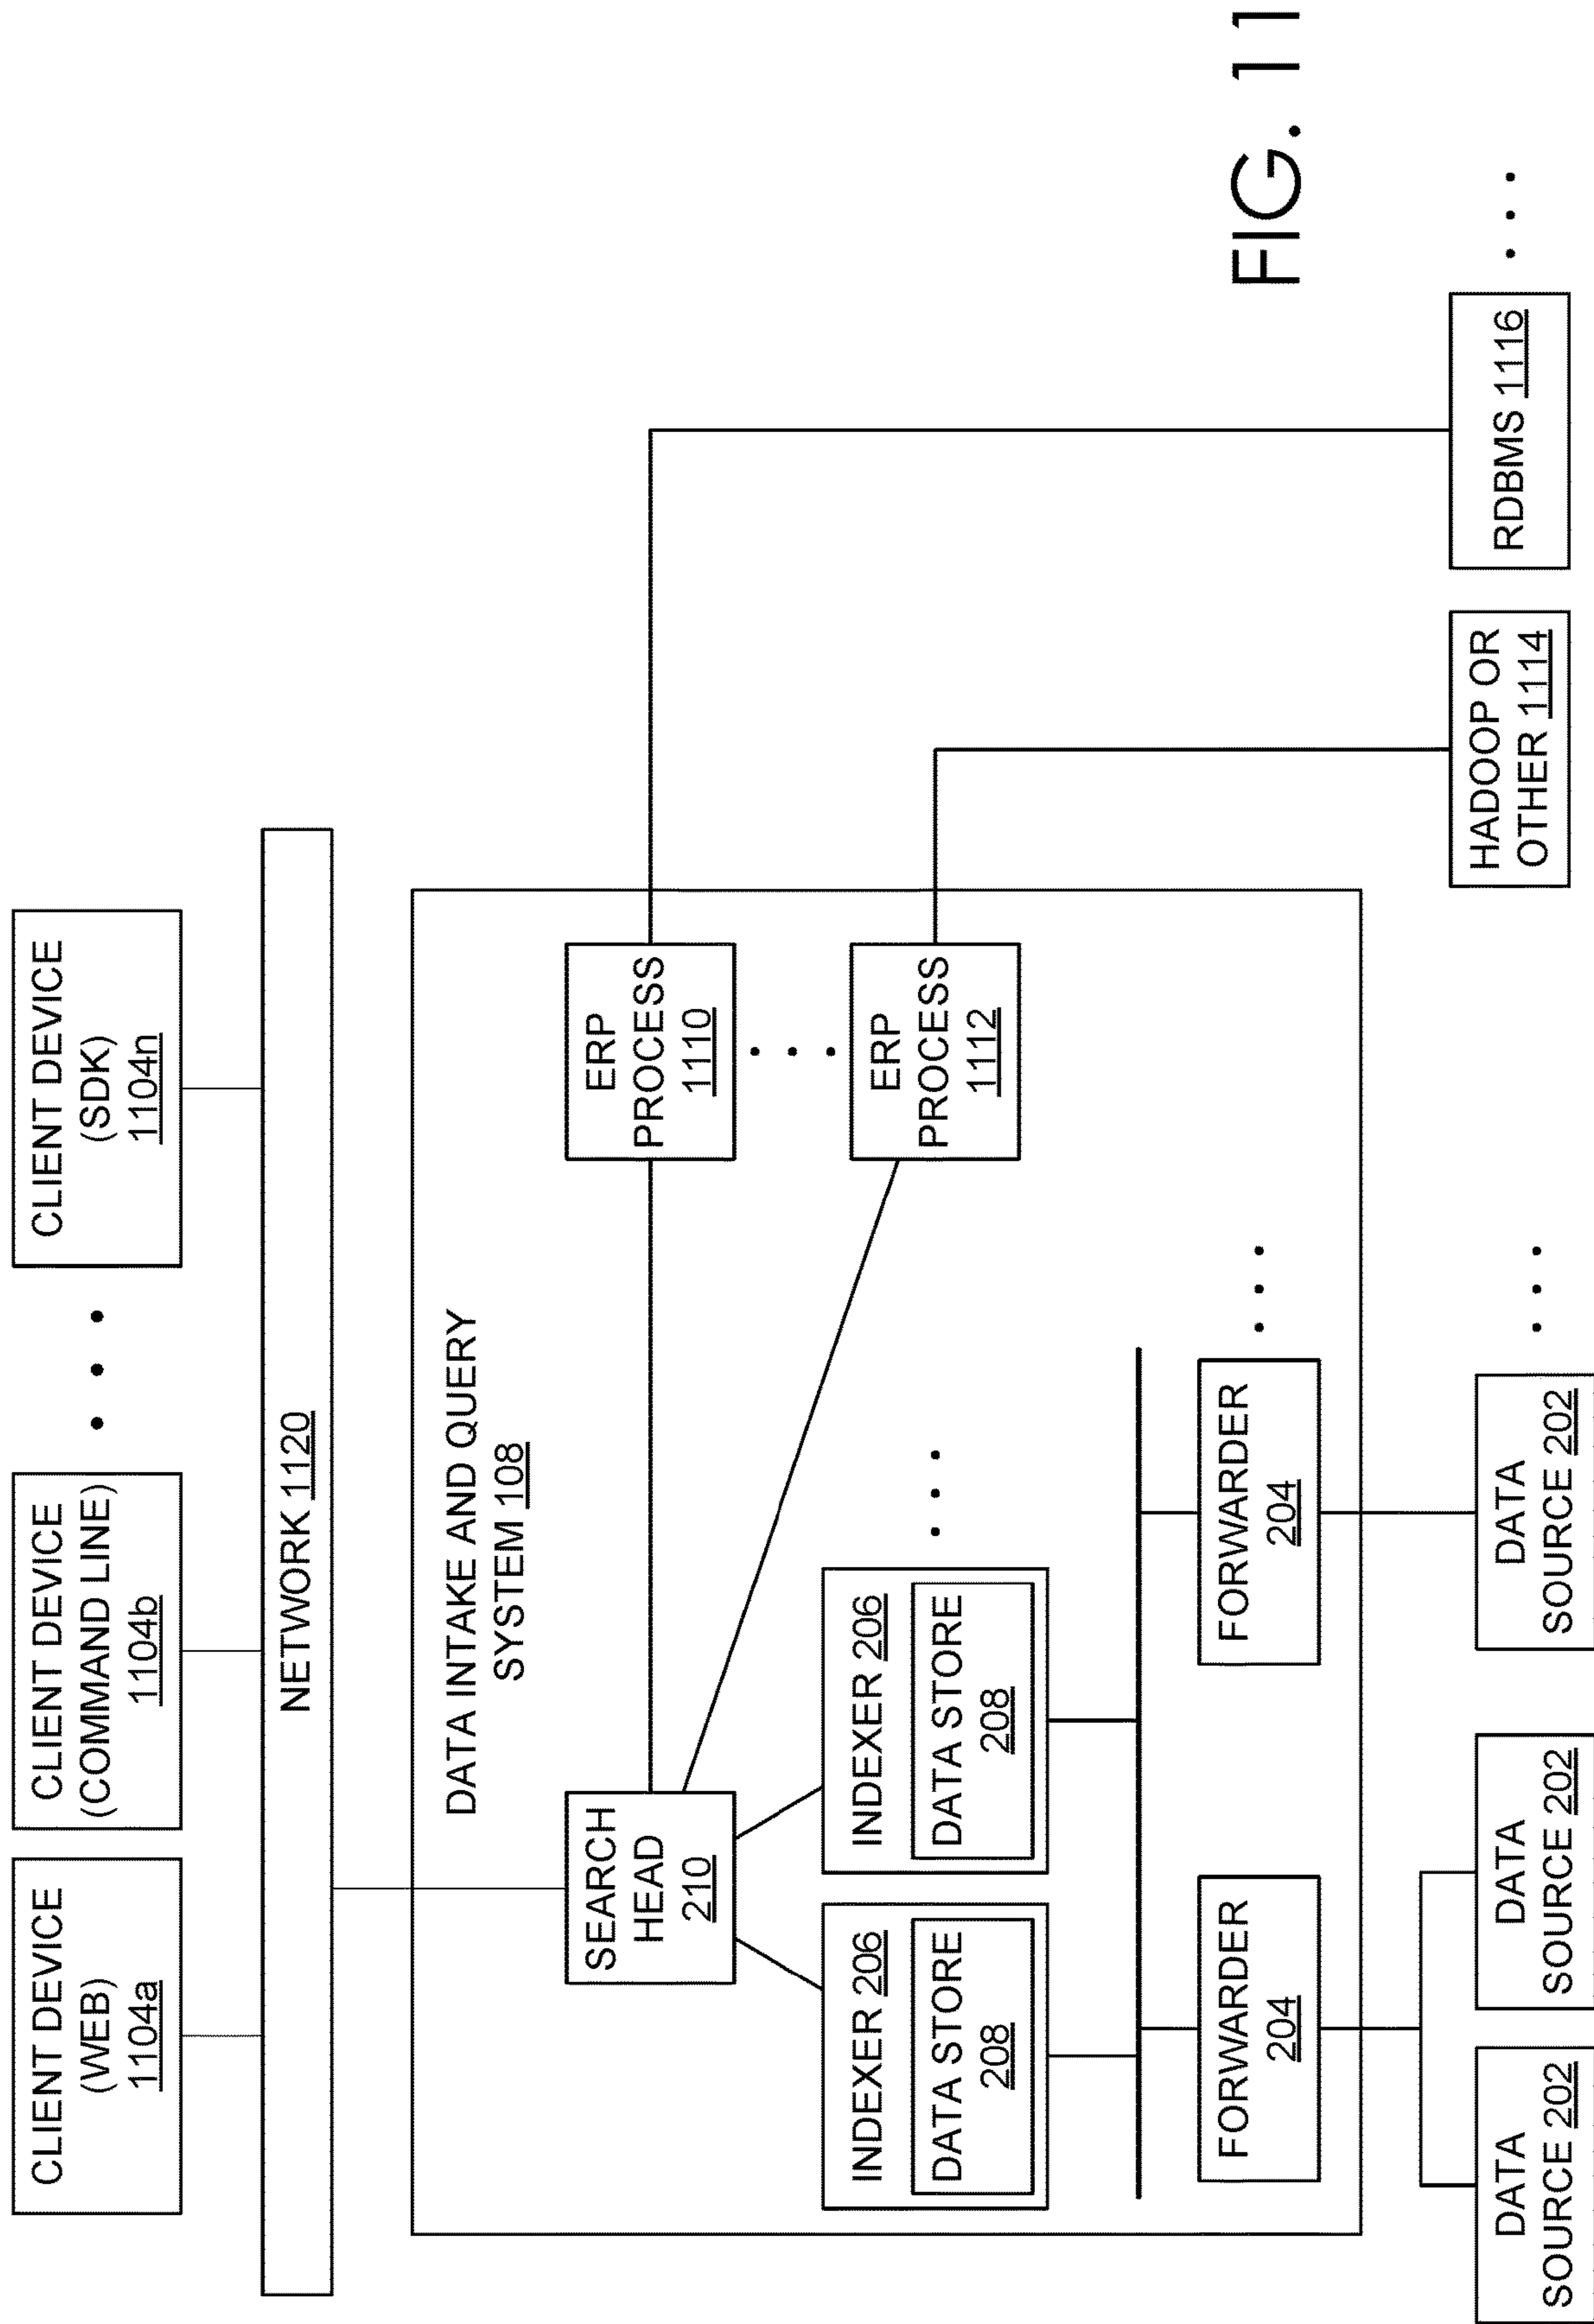 CLIENT DEVICE
(WEB)
1104a
CLIENT DEVICE
(COMMAND LINE)
1104b
CLIENT DEVICE
(SDK)
1104n
NETWORK 1120
DATA INTAKE AND QUERY
SYSTEM 108
SEARCH
HEAD
210
ERP
PROCESS
1110
INDEXER 206
DATA STORE
208
INDEXER 206
DATA STORE
208
ERP
PROCESS
1112
FORWARDER
204
FORWARDER
204
DATA
SOURCE 202
DATA
SOURCE 202
DATA
SOURCE 202
HADOOP OR
OTHER 1114
RDBMS 1116
FIG. 11